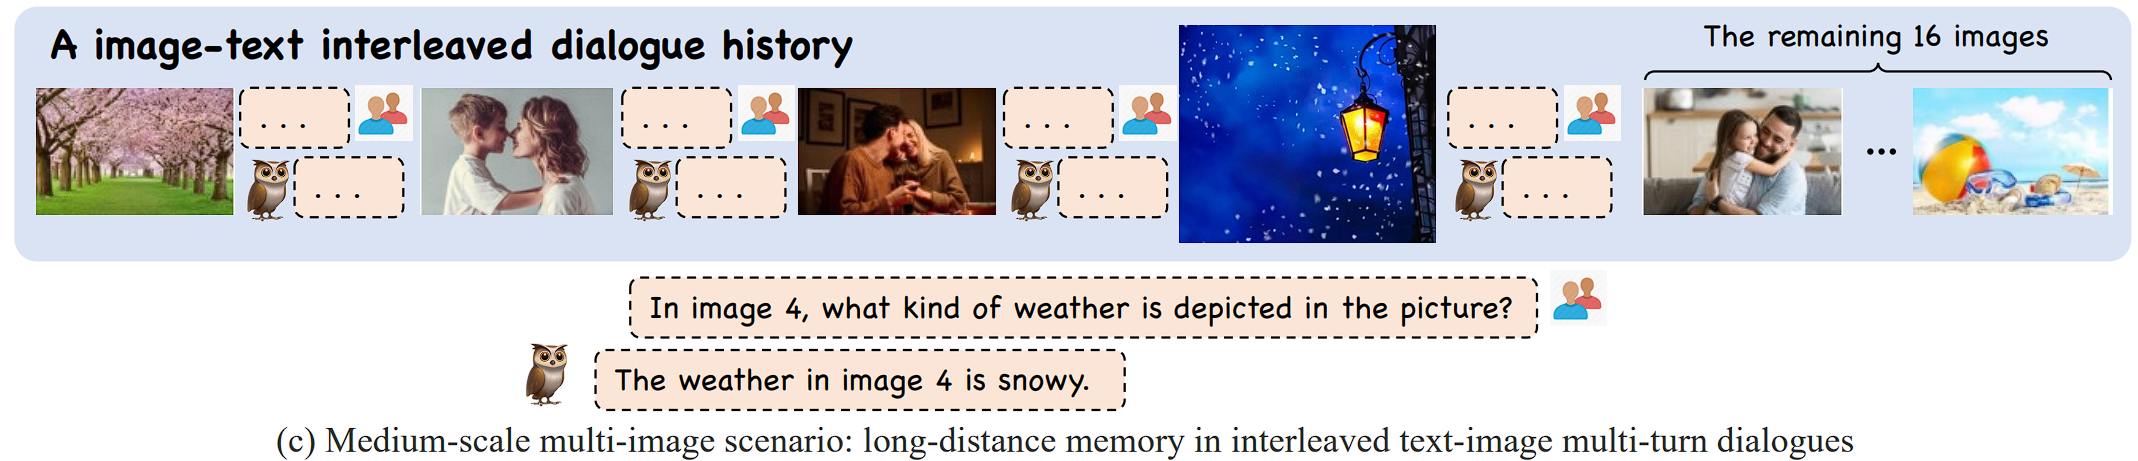 A image-text interleaved dialogue history
The remaining 16 images
...
...
...
...
...
...
...
...
...
In image 4, what kind of weather is depicted in the picture?
The weather in image 4 is snowy.
(c) Medium-scale multi-image scenario: long-distance memory in interleaved text-image multi-turn dialogues